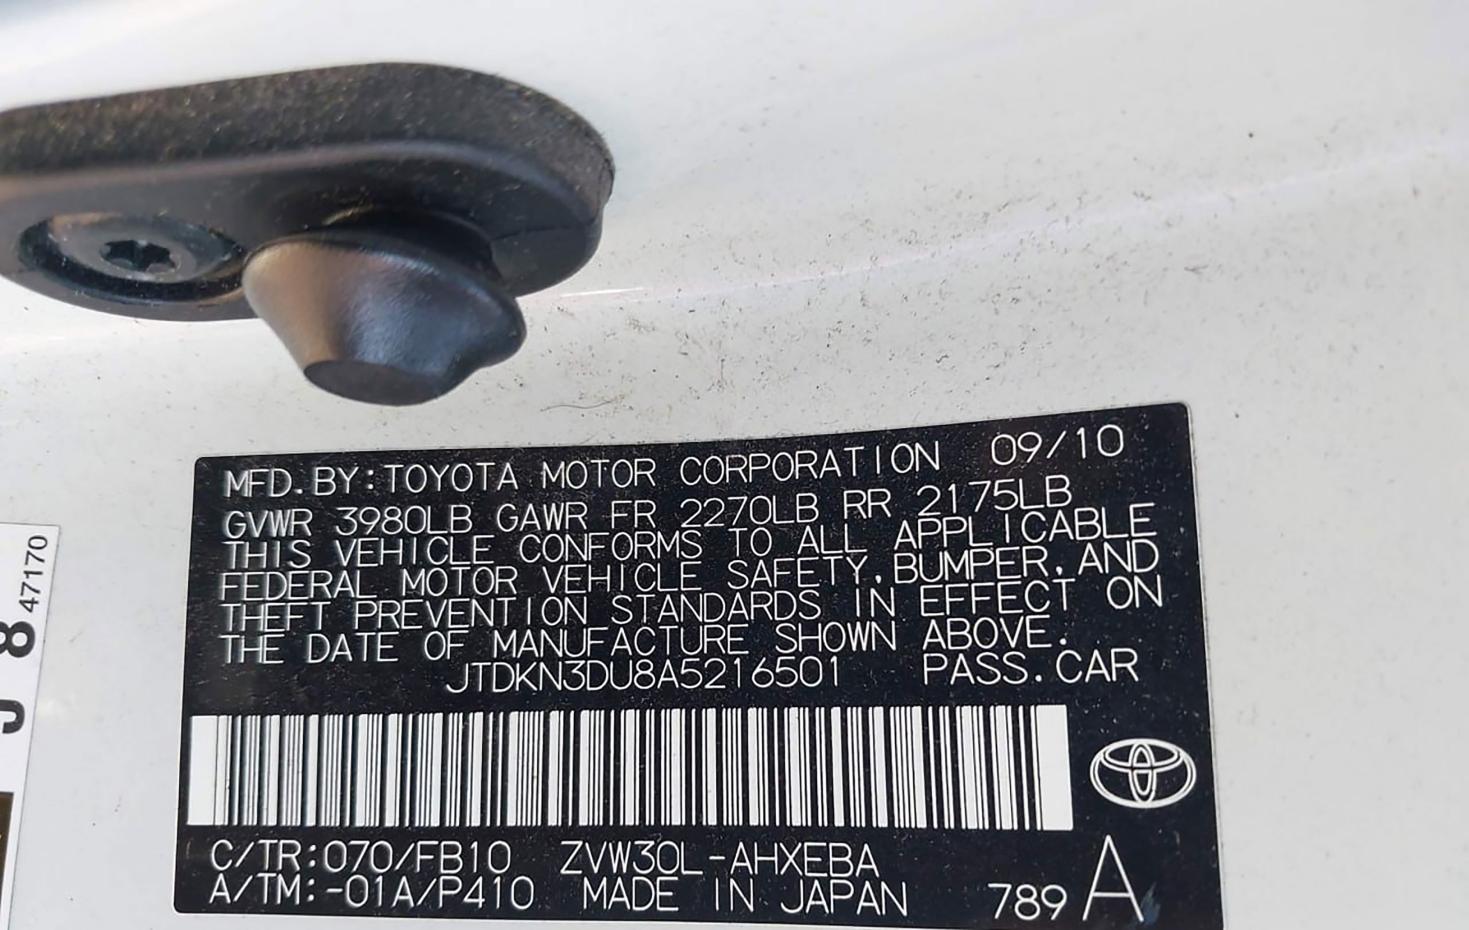 MFD.BY:TOYOTA MOTOR CORPORATION 09/10
GVWR 3980LB GAWR FR 2270LB RR 2175LB
THIS VEHICLE CONFORMS TO ALL APPLICABLE
FEDERAL MOTOR VEHICLE SAFETY,BUMPER,AND
THEFT PREVENTION STANDARDS IN EFFECT ON
THE DATE OF MANUFACTURE SHOWN ABOVE.
JTDKN3DU8A5216501 PASS.CAR
C/TR:070/FB10 ZVW30L-AHXEBA
A/TM:-01A/P410 MADE IN JAPAN 789 A
47170
J 8